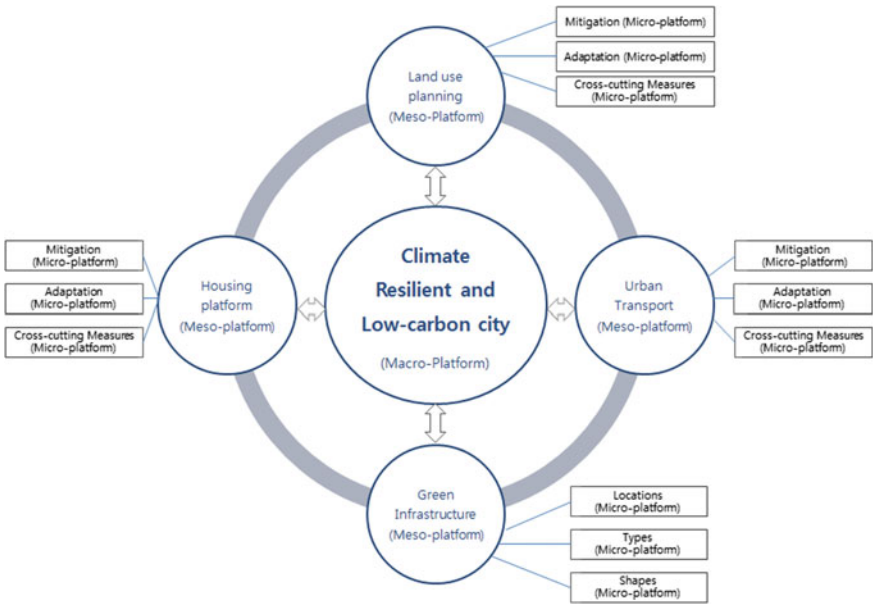 Land use
planning
(Meso-Platform)
Mitigation (Micro-platform)
Adaptation (Micro-platform)
Cross-cutting Measures
(Micro-platform)
Mitigation
(Micro-platform)
Adaptation
(Micro-platform)
Cross-cutting Measures
(Micro-platform)
Housing
platform
(Meso-platform)
Climate
Resilient and
Low-carbon city
(Macro-Platform)
Urban
Transport
(Meso-platform)
Mitigation
(Micro-platform)
Adaptation
(Micro-platform)
Cross-cutting Measures
(Micro-platform)
Green
Infrastructure
(Meso-platform)
Locations
(Micro-platform)
Types
(Micro-platform)
Shapes
(Micro-platform)